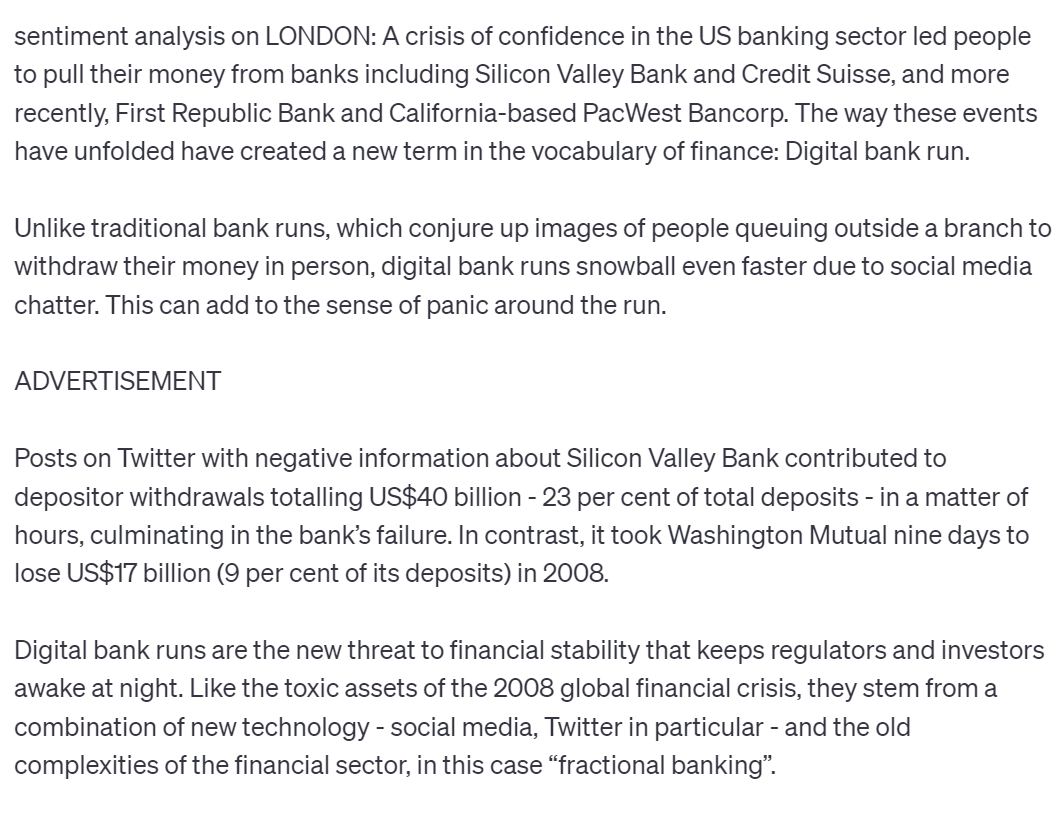 sentiment analysis on LONDON: A crisis of confidence in the US banking sector led people
to pull their money from banks including Silicon Valley Bank and Credit Suisse, and more
recently, First Republic Bank and California-based PacWest Bancorp. The way these events
have unfolded have created a new term in the vocabulary of finance: Digital bank run.
Unlike traditional bank runs, which conjure up images of people queuing outside a branch to
withdraw their money in person, digital bank runs snowball even faster due to social media
chatter. This can add to the sense of panic around the run.
ADVERTISEMENT
Posts on Twitter with negative information about Silicon Valley Bank contributed to
depositor withdrawals totalling US$40 billion - 23 per cent of total deposits - in a matter of
hours, culminating in the bank’s failure. In contrast, it took Washington Mutual nine days to
lose US$17 billion (9 per cent of its deposits) in 2008.
Digital bank runs are the new threat to financial stability that keeps regulators and investors
awake at night. Like the toxic assets of the 2008 global financial crisis, they stem from a
combination of new technology - social media, Twitter in particular - and the old
complexities of the financial sector, in this case “fractional banking”.